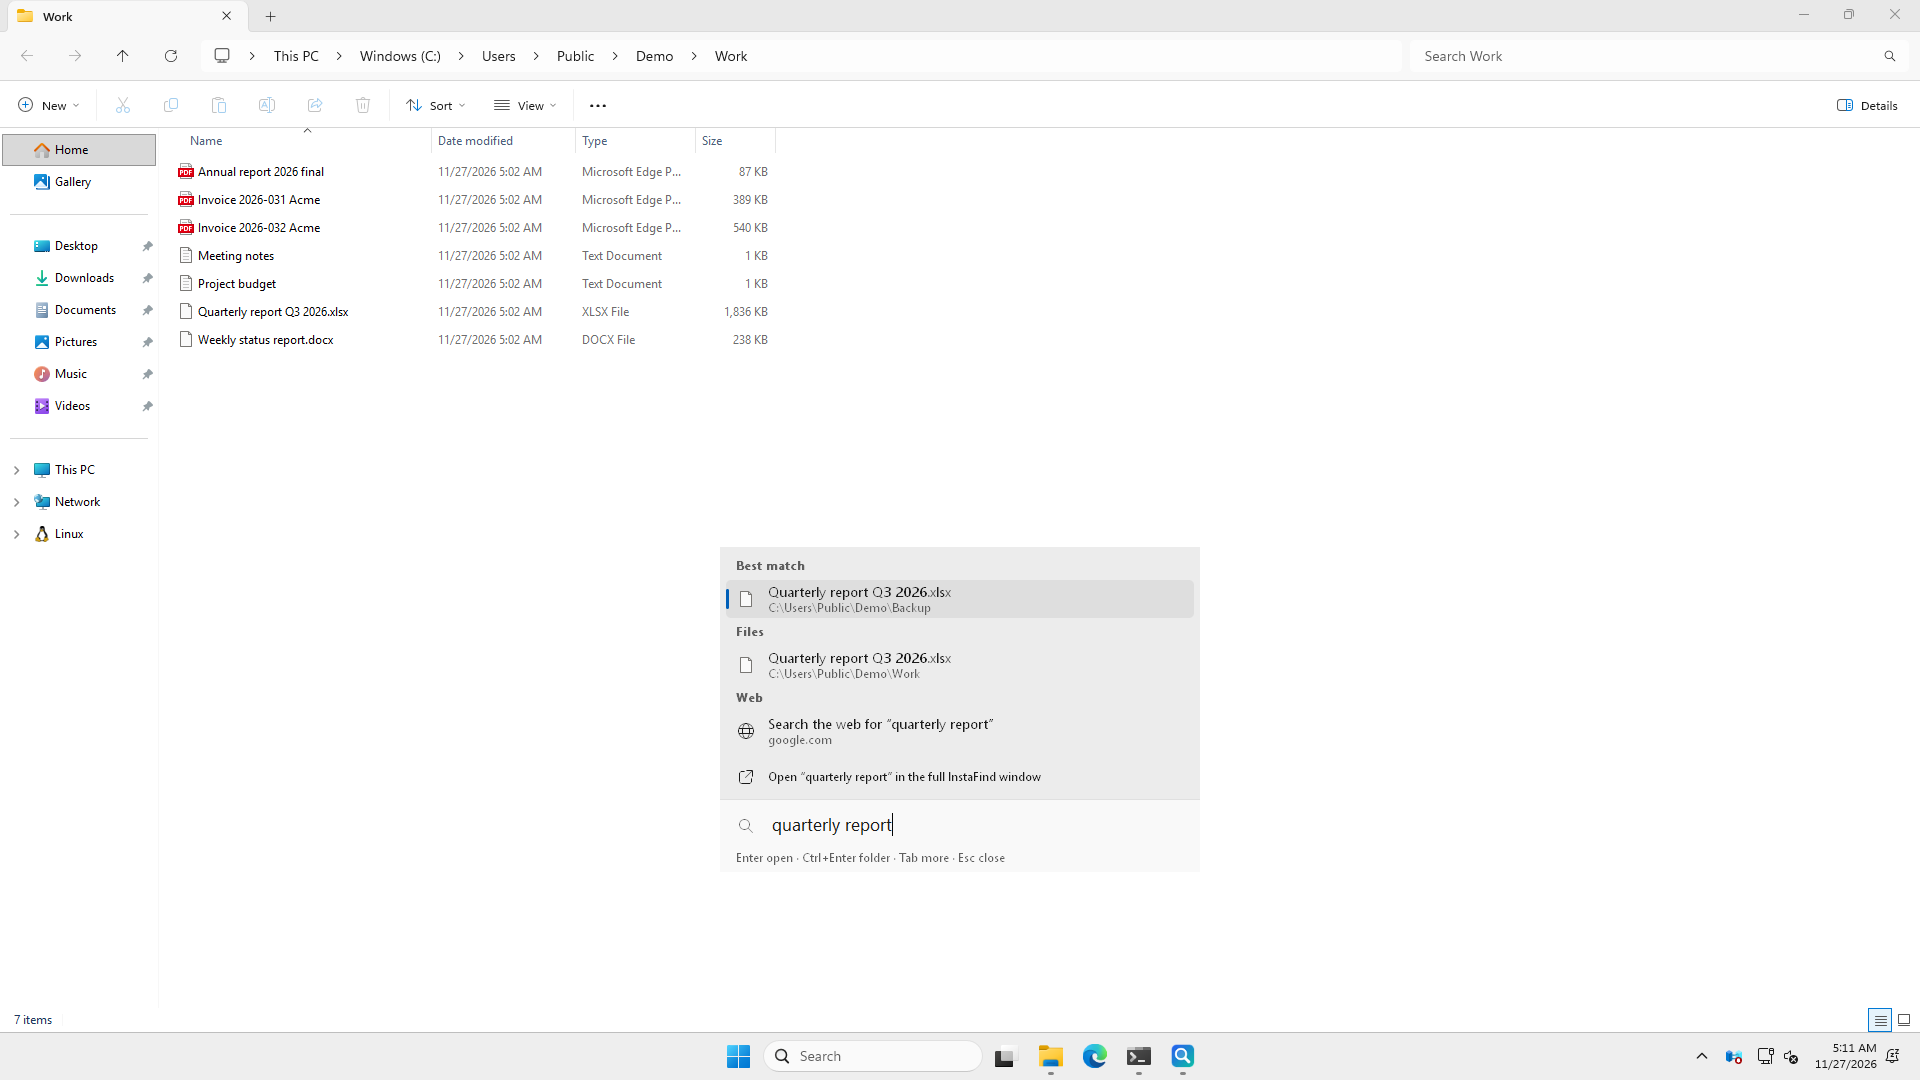 Work
This PC
Windows (C:)
Users
Public
Demo
Work
Search Work
New
Sort
View
Details
Home
Gallery
Desktop
Downloads
Documents
Pictures
Music
Videos
This PC
Network
Linux
Name Date modified Type Size
Annual report 2026 final 11/27/2026 5:02 AM Microsoft Edge P... 87 KB
Invoice 2026-031 Acme 11/27/2026 5:02 AM Microsoft Edge P... 389 KB
Invoice 2026-032 Acme 11/27/2026 5:02 AM Microsoft Edge P... 540 KB
Meeting notes 11/27/2026 5:02 AM Text Document 1 KB
Project budget 11/27/2026 5:02 AM Text Document 1 KB
Quarterly report Q3 2026.xlsx 11/27/2026 5:02 AM XLSX File 1,836 KB
Weekly status report.docx 11/27/2026 5:02 AM DOCX File 238 KB
Best match
Quarterly report Q3 2026.xlsx
C:\Users\Public\Demo\Backup
Files
Quarterly report Q3 2026.xlsx
C:\Users\Public\Demo\Work
Web
Search the web for “quarterly report”
google.com
Open “quarterly report” in the full InstaFind window
quarterly report
Enter open · Ctrl+Enter folder · Tab more · Esc close
7 items
Search
5:11 AM
11/27/2026